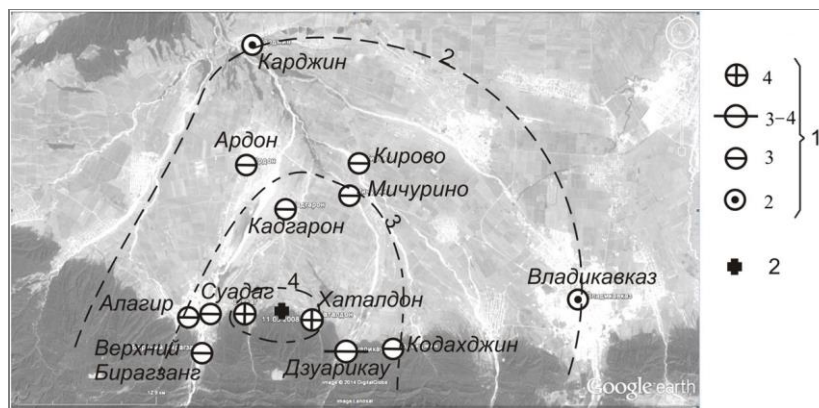 Карджин
2
4
3-4
3
2
1
2
Ардон
Кирово
Мичурино
Кадгарон
3
Владикавказ
4
Суадаг
Алагир
Хаталдон
Кодахджин
Верхний
Бирагзанг
Дзуарикау
Google earth